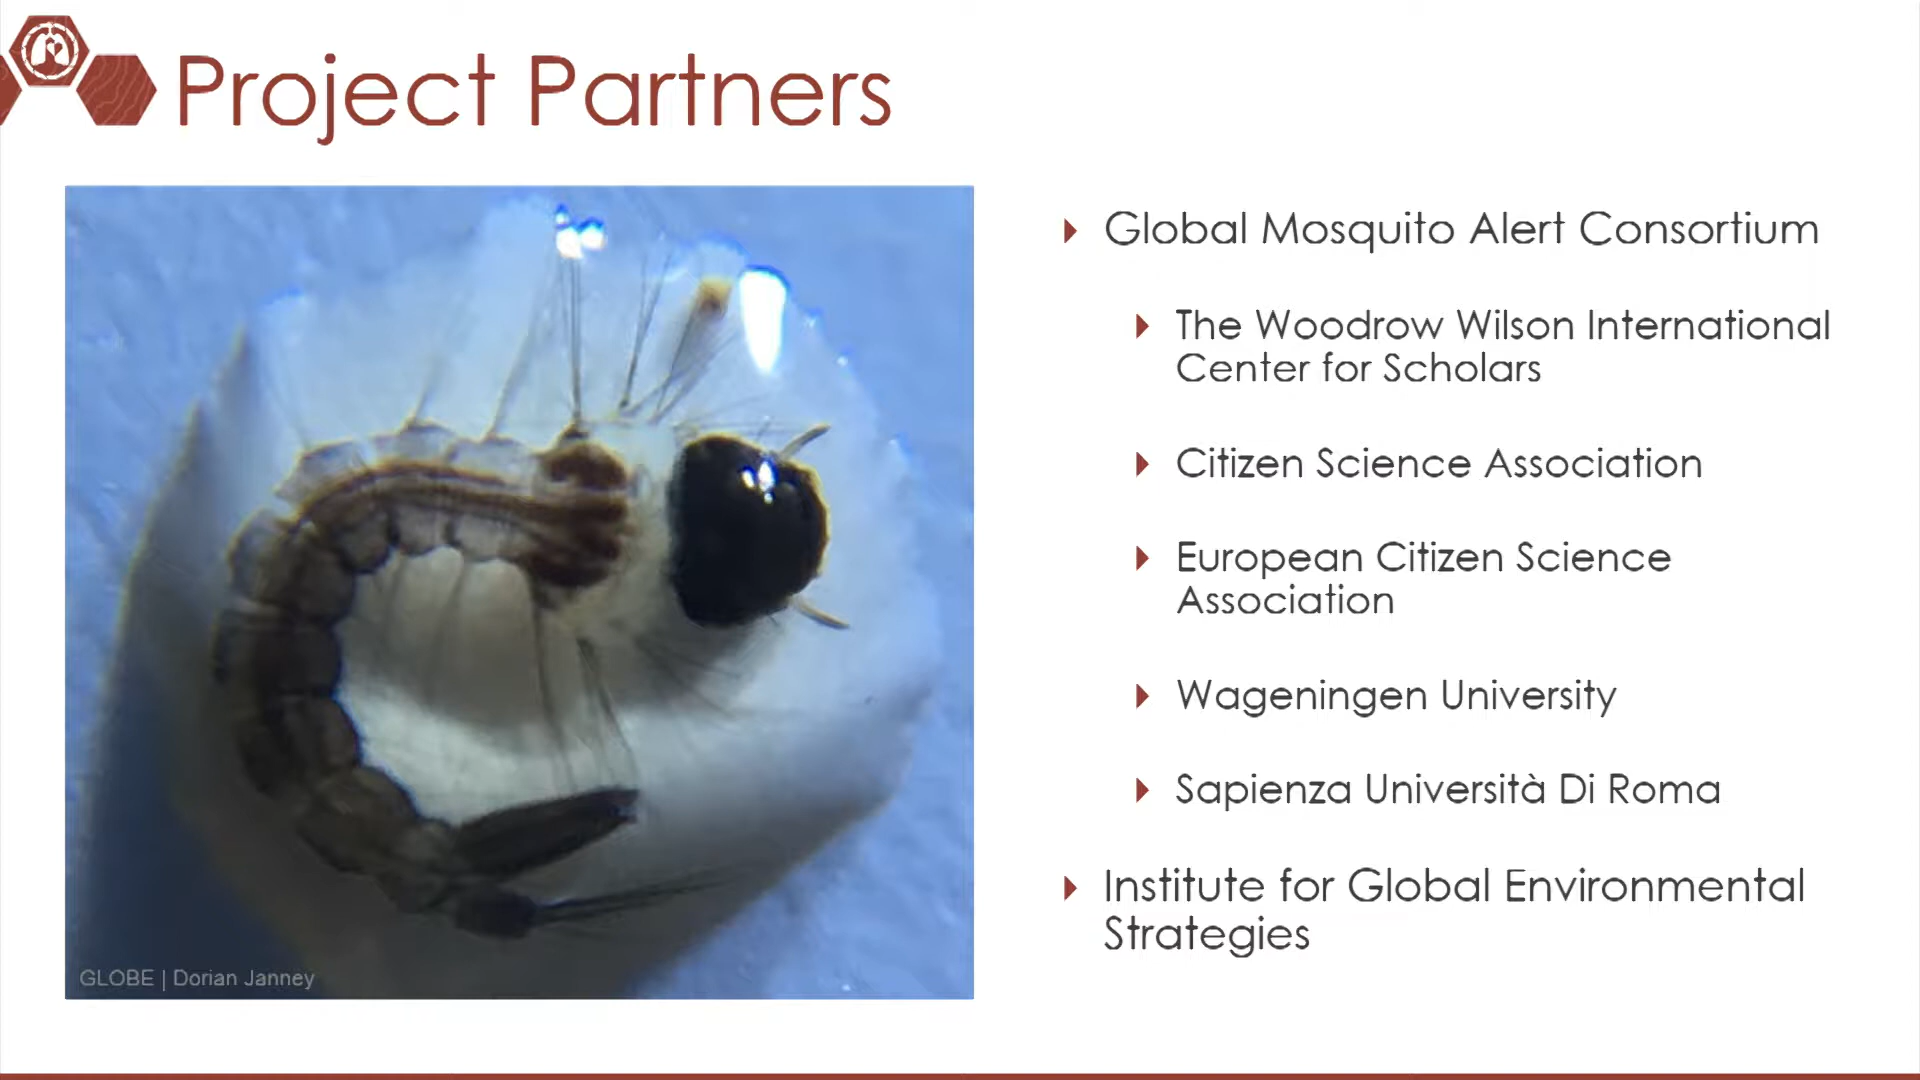 Project Partners
Global Mosquito Alert Consortium
The Woodrow Wilson International
Center for Scholars
Citizen Science Association
European Citizen Science
Association
Wageningen University
Sapienza Università Di Roma
Institute for Global Environmental
Strategies
GLOBE | Dorian Janney